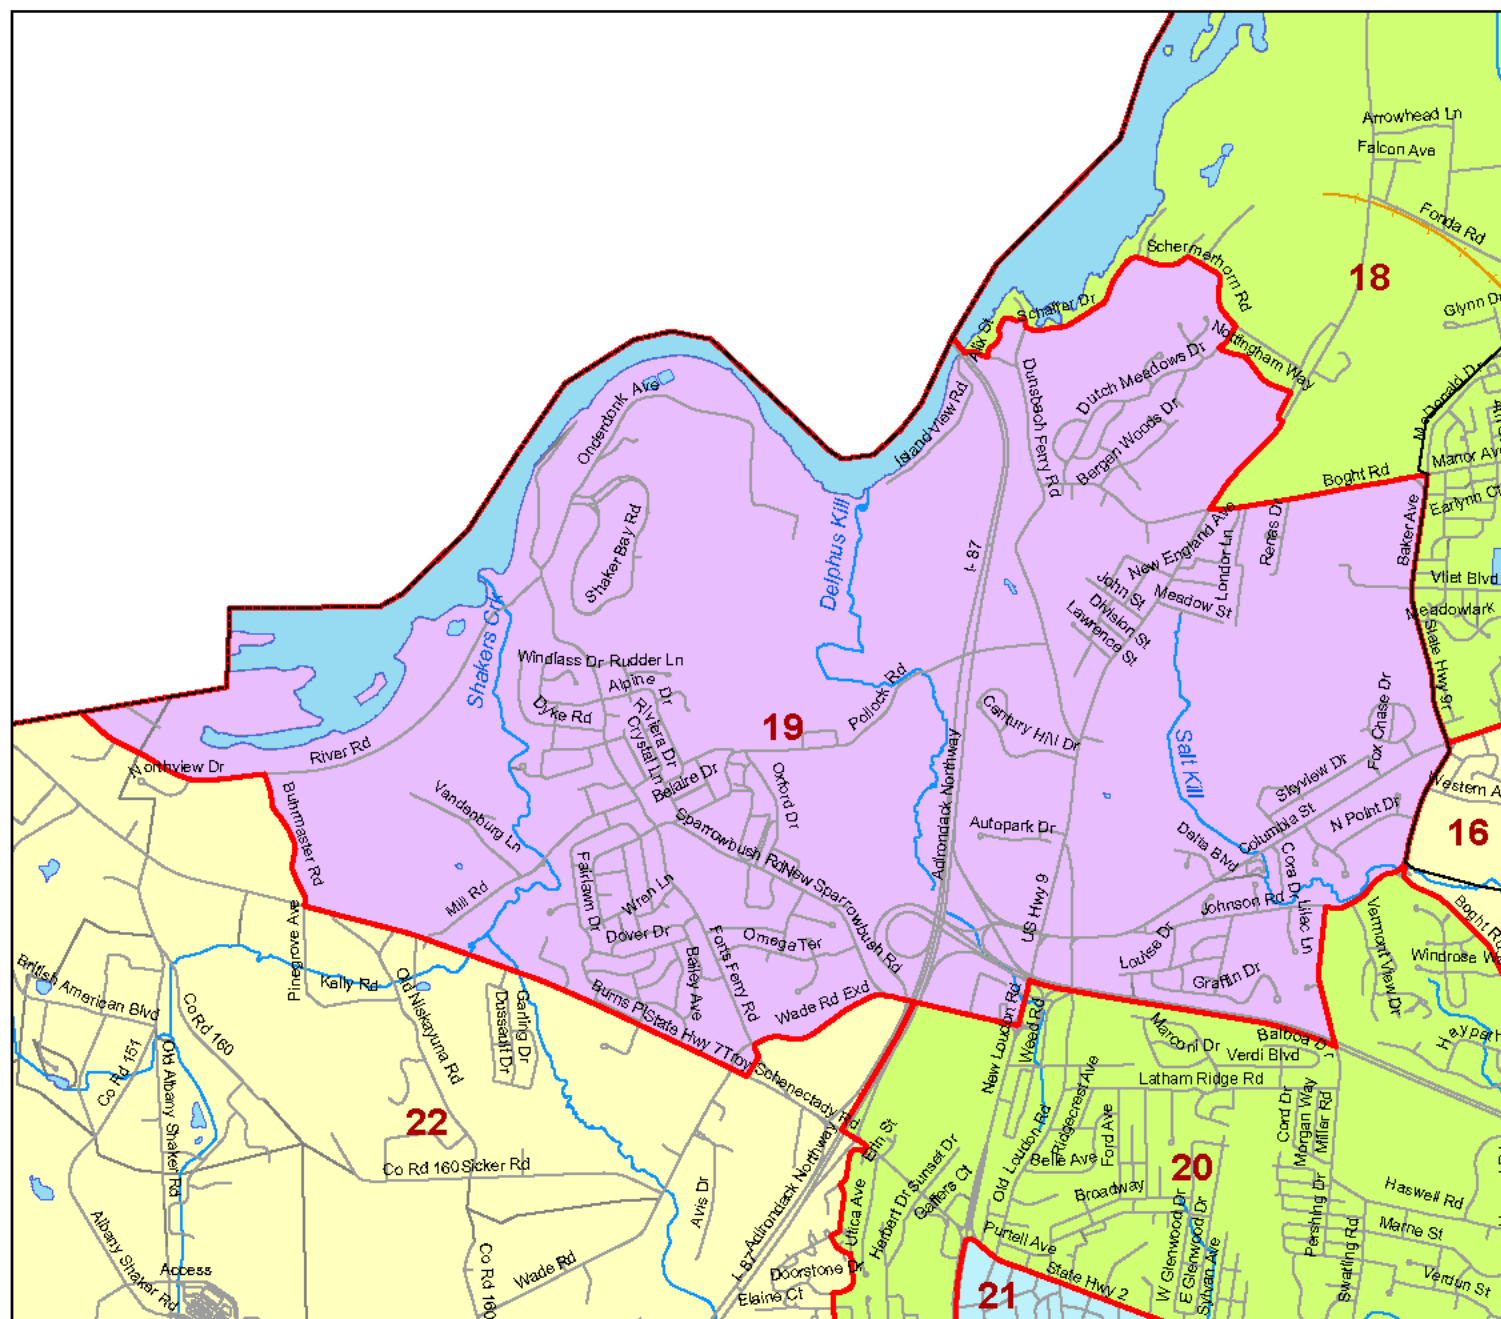 Arrowhead Ln
Falcon Ave
Fonda Rd
Schermerhorn Rd
18
Glynn Dr
Schaffer Dr
Alix St
Nottingham Way
Dutch Meadows Dr
Dunsbach Ferry Rd
Onderdonk Ave
Island View Rd
Bergen Woods Dr
McDonald Dr
Manor Ave
Boght Rd
Earlynn Ct
Baker Ave
Renas Dr
New England Ave
London Ln
Delphus Kill
Shaker Bay Rd
I- 87
Vliet Blvd
John St
Meadow St
Division St
Lawrence St
Meadowlark
State Hwy 9r
Shakers Crk
Windlass Dr
Rudder Ln
Alpine Dr
Dyke Rd
Riviera Dr
Crystal Ln
Pollock Rd
19
Century Hill Dr
Fox Chase Dr
River Rd
Northview Dr
Belaire Dr
Oxford Dr
Adirondack Northway
Salt Kill
Skyview Dr
Western A
Buhrmaster Rd
Vandenburg Ln
Sparrowbush Rd
New Sparrowbush Rd
Autopark Dr
Columbia St
N Point Dr
16
Delta Blvd
Cora Dr
Fairlawn Dr
Wren Ln
Mill Rd
US Hwy 9
Johnson Rd
Lilac Ln
Boght Rd
Vermont View Dr
Pinegrove Ave
Dover Dr
Forts Ferry Rd
Omega Ter
Bailey Ave
Louise Dr
Windrose Wa
British American Blvd
Kally Rd
Old Niskayuna Rd
Garling Dr
Dussault Dr
Burns Pl
State Hwy 7
Troy Schenectady Rd
Wade Rd Exd
Graffin Dr
New Loudon Rd
Weed Rd
Haypath
Co Rd 160
Co Rd 151
Old Albany Shaker Rd
Marconi Dr
Balboa Dr
Verdi Blvd
Latham Ridge Rd
Ridgecrest Ave
22
Ford Ave
Cord Dr
Morgan Way
Miller Rd
Erin St
Old Loudon Rd
Belle Ave
20
Co Rd 160
Sicker Rd
Avis Dr
Adirondack Northway
Utica Ave
Herbert Dr
Sunset Dr
Gaffers Ct
Broadway
Haswell Rd
Pershing Dr
Marne St
Albany Shaker Rd
Access
Co Rd 160
Wade Rd
I- 87
Doorstone Dr
Elaine Ct
Purtell Ave
State Hwy 2
W Glenwood Dr
E Glenwood Dr
Sylvan Ave
Swatling Rd
Verdun St
21